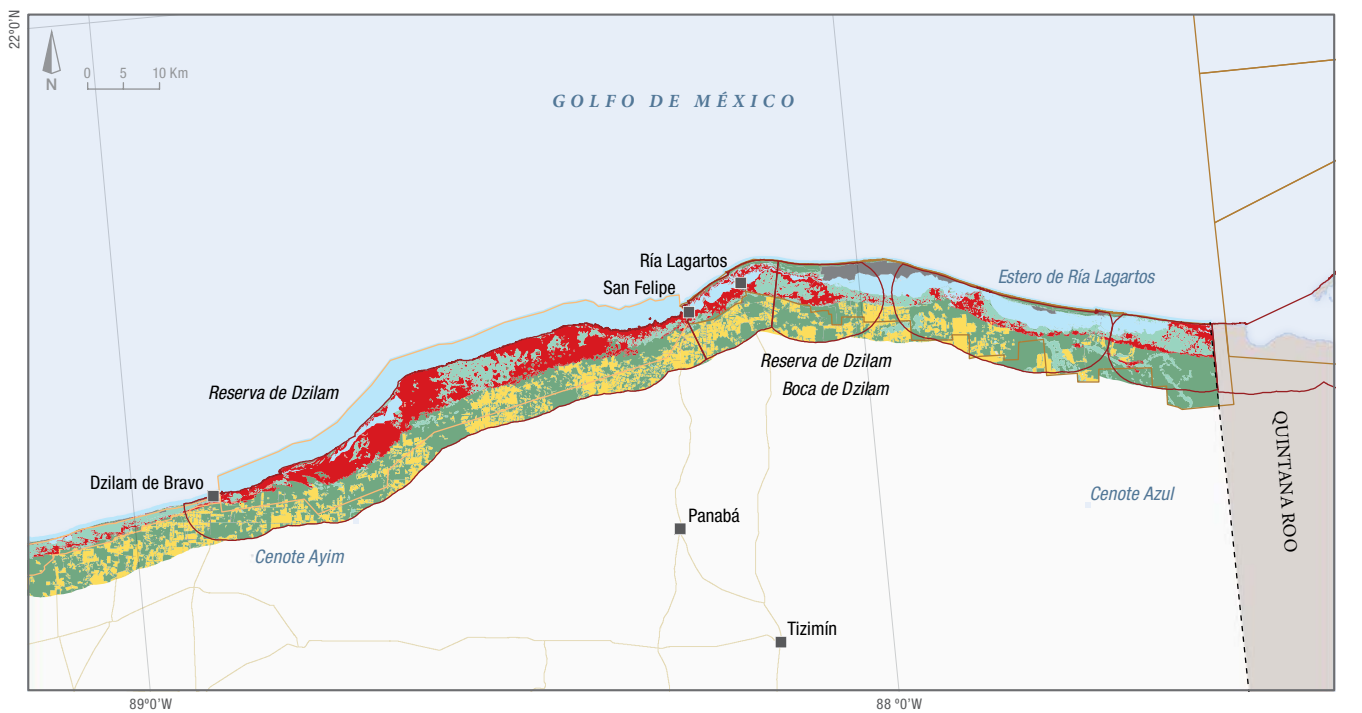 22°0'N
N
0 5 10 Km
GOLFO DE MÉXICO
Ría Lagartos
San Felipe
Estero de Ría Lagartos
Reserva de Dzilam
Reserva de Dzilam
Boca de Dzilam
Dzilam de Bravo
Cenote Azul
QUINTANA ROO
Panabá
Cenote Ayim
Tizimín
89°0'W
88°0'W